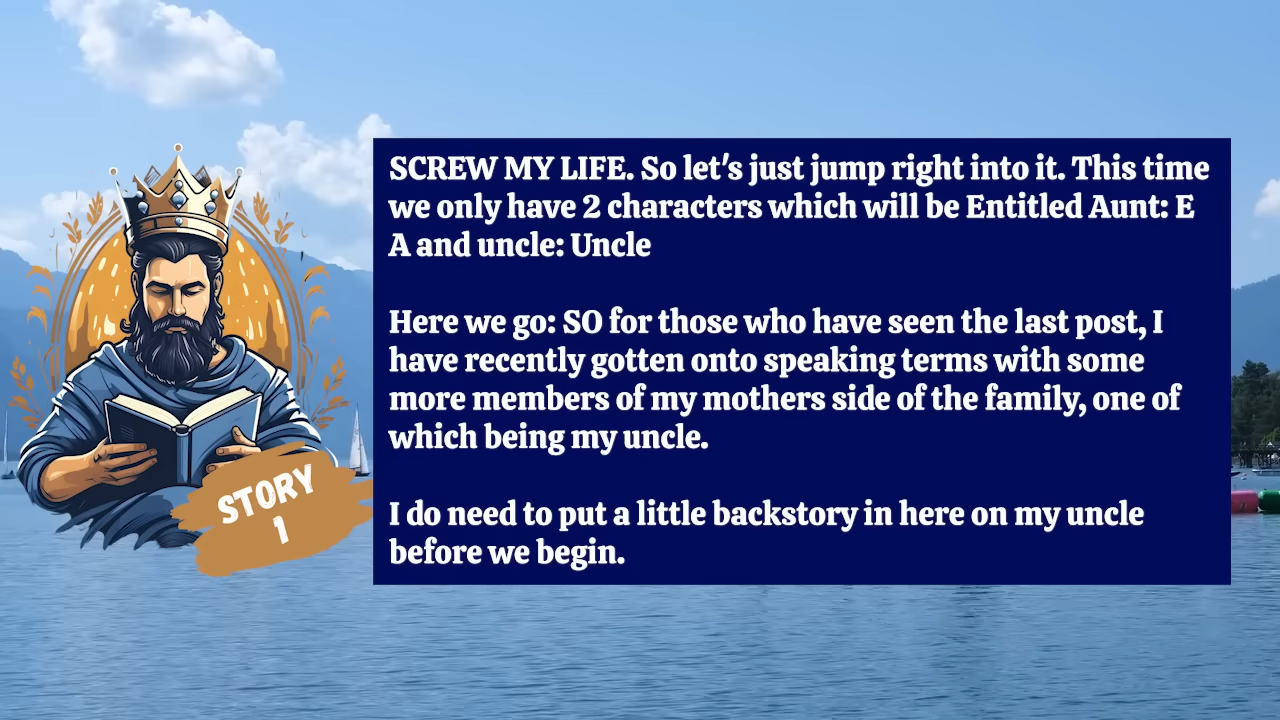 SCREW MY LIFE. So let's just jump right into it. This time
we only have 2 characters which will be Entitled Aunt: E
A and uncle: Uncle
Here we go: SO for those who have seen the last post, I
have recently gotten onto speaking terms with some
more members of my mothers side of the family, one of
which being my uncle.
I do need to put a little backstory in here on my uncle
before we begin.
STORY
1